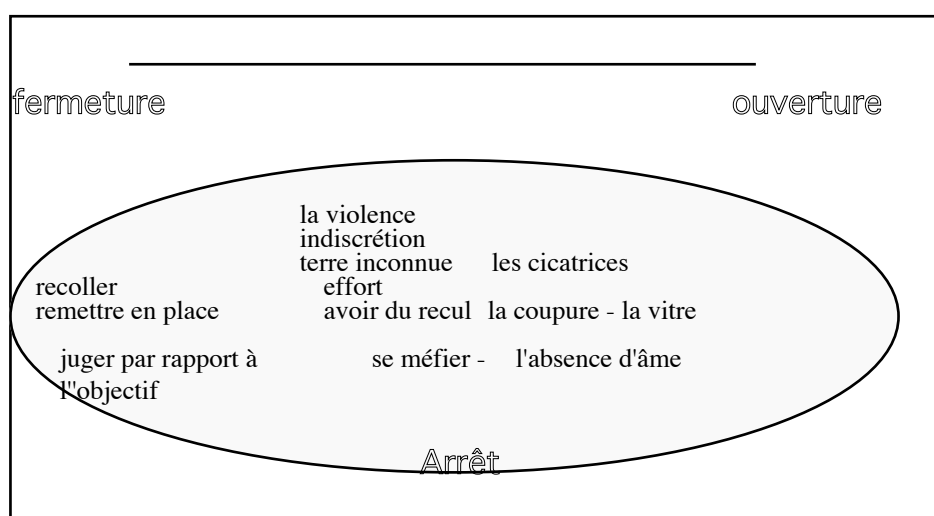 fermeture ouverture
la violence
indiscrétion
terre inconnue les cicatrices
recoller effort
remettre en place avoir du recul la coupure - la vitre
juger par rapport à se méfier - l'absence d'âme
l''objectif
Arrêt